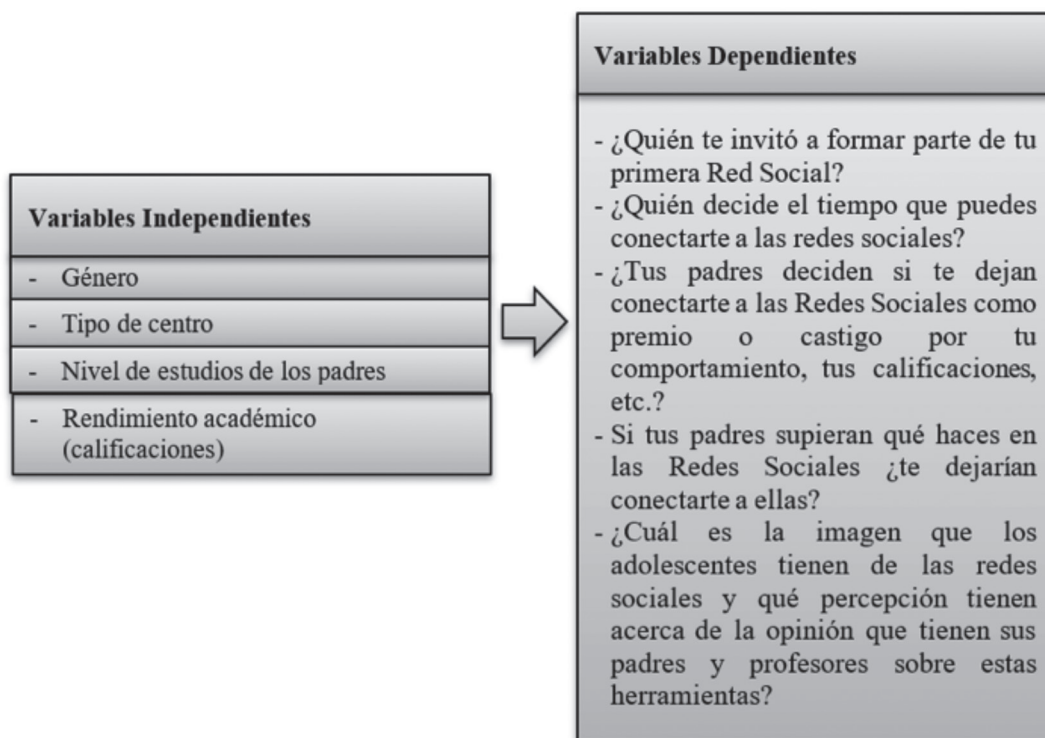 Variables Independientes
- Género
- Tipo de centro
- Nivel de estudios de los padres
- Rendimiento académico
(calificaciones)
Variables Dependientes
- ¿Quién te invitó a formar parte de tu
primera Red Social?
- ¿Quién decide el tiempo que puedes
conectarte a las redes sociales?
- ¿Tus padres deciden si te dejan
conectarte a las Redes Sociales como
premio o castigo por tu
comportamiento, tus calificaciones,
etc.?
- Si tus padres supieran qué haces en
las Redes Sociales ¿te dejarían
conectarte a ellas?
- ¿Cuál es la imagen que los
adolescentes tienen de las redes
sociales y qué percepción tienen
acerca de la opinión que tienen sus
padres y profesores sobre estas
herramientas?